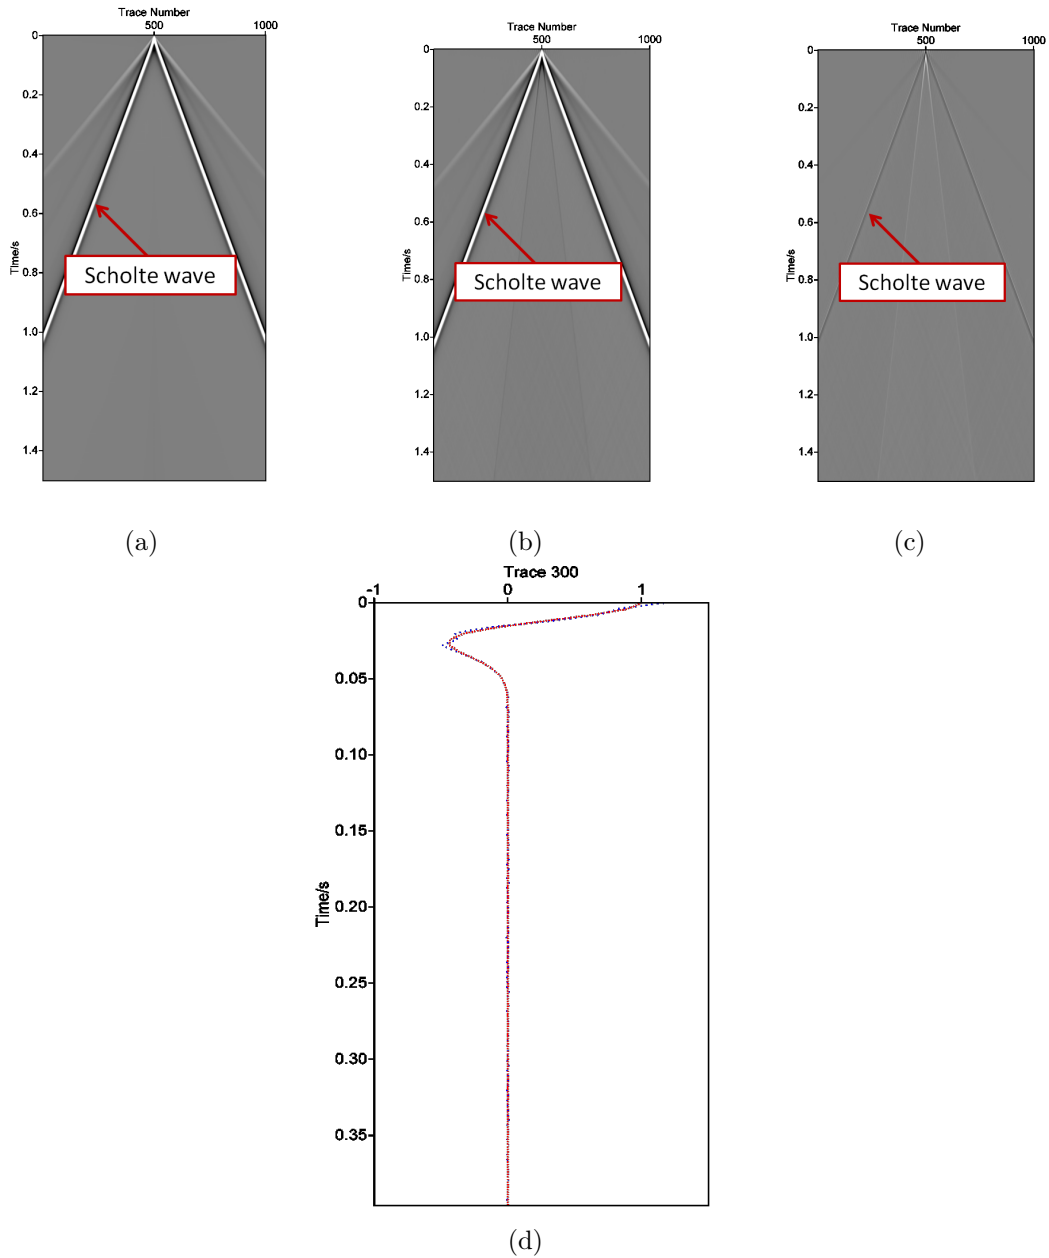 Trace Number
500 1000
0
0.2
0.4
0.6
0.8
1.0
1.2
1.4
Time/s
Scholte wave
(a)
Trace Number
500 1000
0
0.2
0.4
0.6
0.8
1.0
1.2
1.4
Time/s
Scholte wave
(b)
Trace Number
500 1000
0
0.2
0.4
0.6
0.8
1.0
1.2
1.4
Time/s
Scholte wave
(c)
Trace 300
-1 0 1
0
0.05
0.10
0.15
0.20
0.25
0.30
0.35
Time/s
(d)